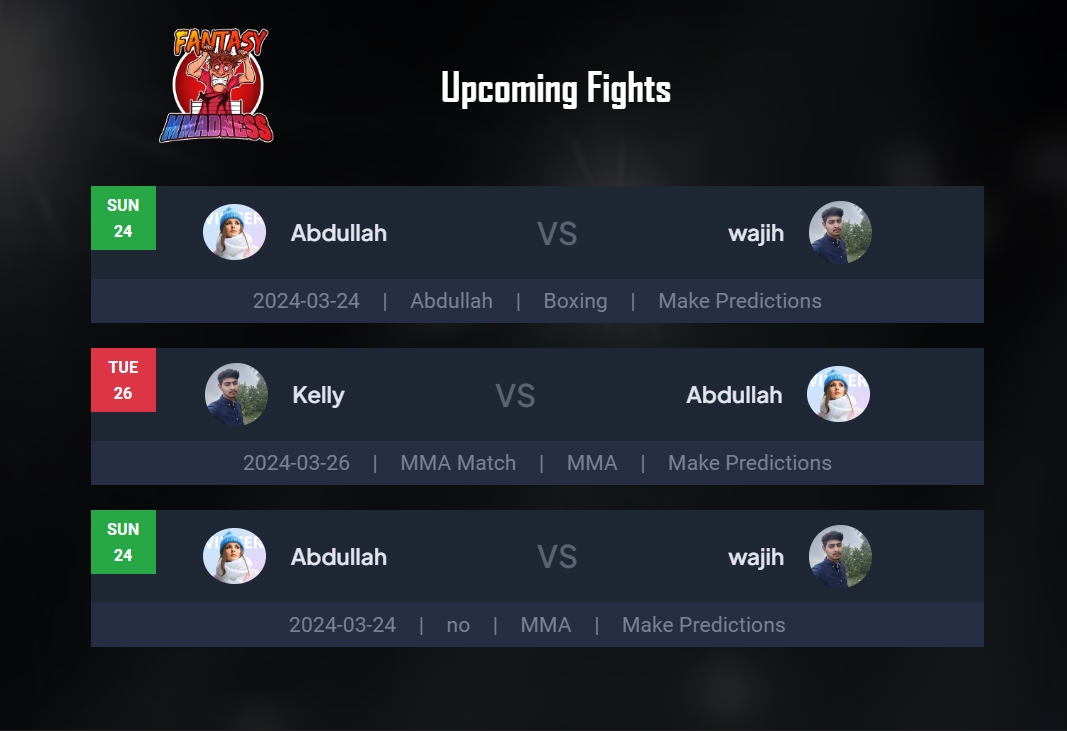 FANTASY
MMADNESS
Upcoming Fights
SUN
24
Abdullah VS wajih
2024-03-24 | Abdullah | Boxing | Make Predictions
TUE
26
Kelly VS Abdullah
2024-03-26 | MMA Match | MMA | Make Predictions
SUN
24
Abdullah VS wajih
2024-03-24 | no | MMA | Make Predictions